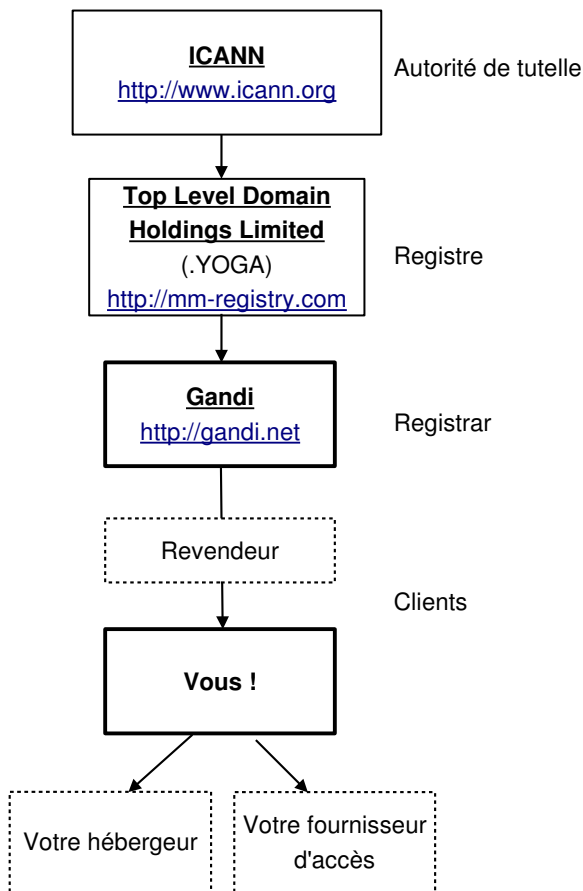 ICANN
http://www.icann.org
Autorité de tutelle
Top Level Domain
Holdings Limited
(.YOGA)
http://mm-registry.com
Registre
Gandi
http://gandi.net
Registrar
Revendeur
Clients
Vous !
Votre hébergeur
Votre fournisseur
d'accès